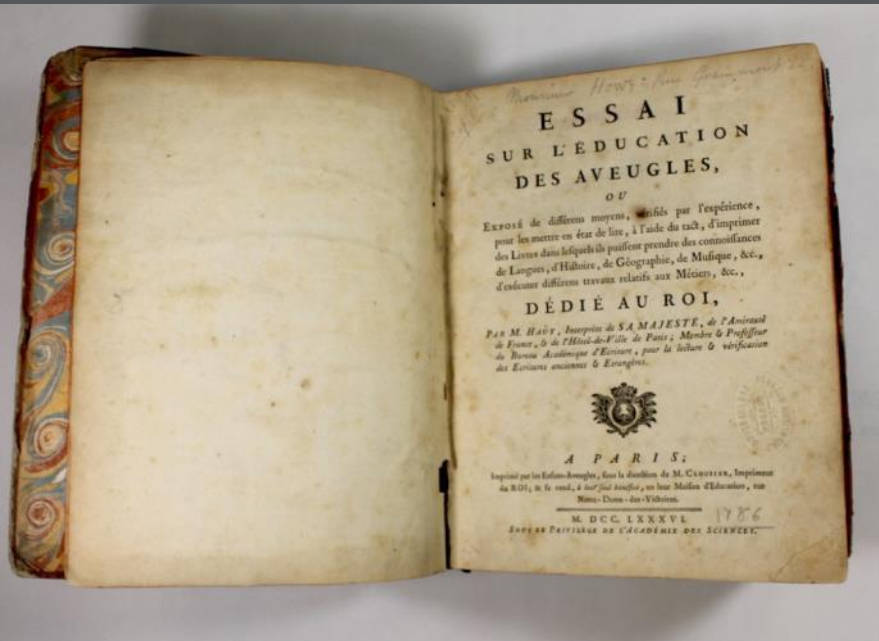 Monsieur
ESSAI
SUR L'ÉDUCATION
DES AVEUGLES,
OU
EXPOSÉ de différens moyens, vérifiés par l'expérience,
pour les mettre en état de lire, à l'aide du tact, d'imprimer
des Livres dans lesquels ils puissent prendre des connoissances
de Langues, d'Histoire, de Géographie, de Musique, &c.,
d'exécuter différens travaux relatifs aux Métiers, &c.,
DÉDIÉ AU ROI,
PAR M. HAÜY, Interprète de SA MAJESTÉ, de l'Amirauté
de France, & de l'Hôtel-de-Ville de Paris; Membre & Professeur
du Bureau Académique d'Ecriture, pour la lecture & vérification
des Ecritures anciennes & Etrangères.
A PARIS;
Imprimé par les Enfans-Aveugles, sous la direction de M. CLOUSIER, Imprimeur
du ROI; & se vend, à leur seul bénéfice, en leur Maison d'Education, rue
Notre-Dame-des-Victoires.
M. DCC. LXXXVI. 1786
SOUS LE PRIVILÈGE DE L'ACADÉMIE DES SCIENCES.